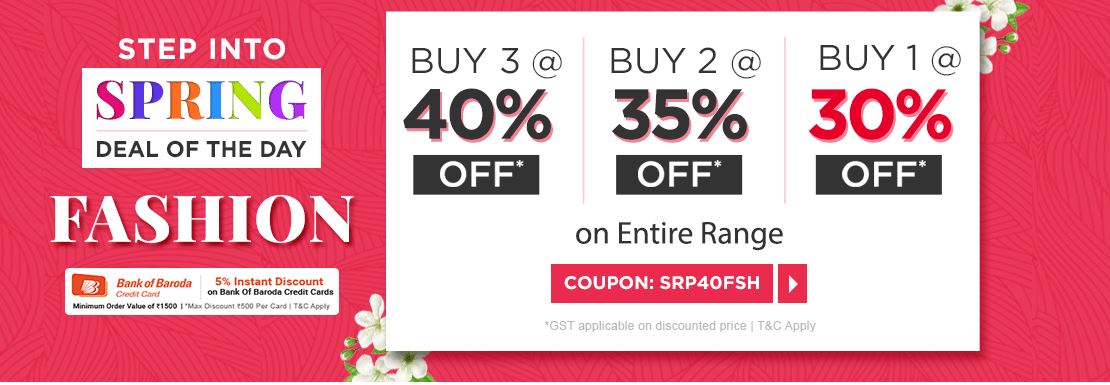 STEP INTO
SPRING
DEAL OF THE DAY
FASHION
Bank of Baroda
Credit Card
5% Instant Discount
on Bank Of Baroda Credit Cards
Minimum Order Value of ₹1500 | *Max Discount ₹500 Per Card | T&C Apply
BUY 3 @
40%
OFF*
BUY 2 @
35%
OFF*
BUY 1 @
30%
OFF*
on Entire Range
COUPON: SRP40FSH
*GST applicable on discounted price | T&C Apply